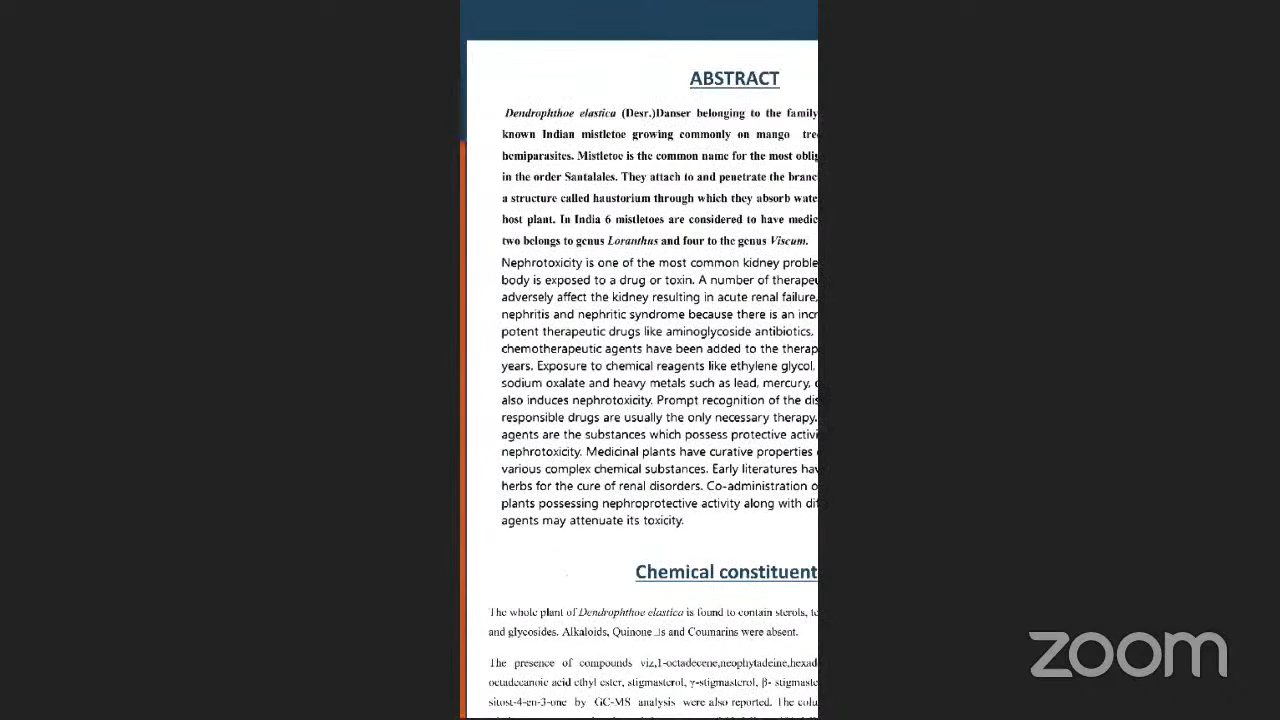 ABSTRACT
Dendrophthoe elastica (Desr.)Danser belonging to the family
known Indian mistletoe growing commonly on mango tre
hemiparasites. Mistletoe is the common name for the most oblig
in the order Santalales. They attach to and penetrate the branc
a structure called haustorium through which they absorb wate
host plant. In India 6 mistletoes are considered to have medic
two belongs to genus Loranthus and four to the genus Viscum.
Nephrotoxicity is one of the most common kidney proble
body is exposed to a drug or toxin. A number of therapeu
adversely affect the kidney resulting in acute renal failure,
nephritis and nephritic syndrome because there is an incr
potent therapeutic drugs like aminoglycoside antibiotics,
chemotherapeutic agents have been added to the therap
years. Exposure to chemical reagents like ethylene glycol,
sodium oxalate and heavy metals such as lead, mercury,
also induces nephrotoxicity. Prompt recognition of the dis
responsible drugs are usually the only necessary therapy.
agents are the substances which possess protective activi
nephrotoxicity. Medicinal plants have curative properties
various complex chemical substances. Early literatures hav
herbs for the cure of renal disorders. Co-administration o
plants possessing nephroprotective activity along with dif
agents may attenuate its toxicity.
Chemical constituent
The whole plant of Dendrophthoe elastica is found to contain sterols, te
and glycosides. Alkaloids, Quinone is and Coumarins were absent.
The presence of compounds viz,1-octadecene,neophytadeine,hexad
octadecanoic acid ethyl ester, stigmasterol, γ-stigmasterol, β- stigmaste
sitost-4-en-3-one by GC-MS analysis were also reported. The colu
zoom